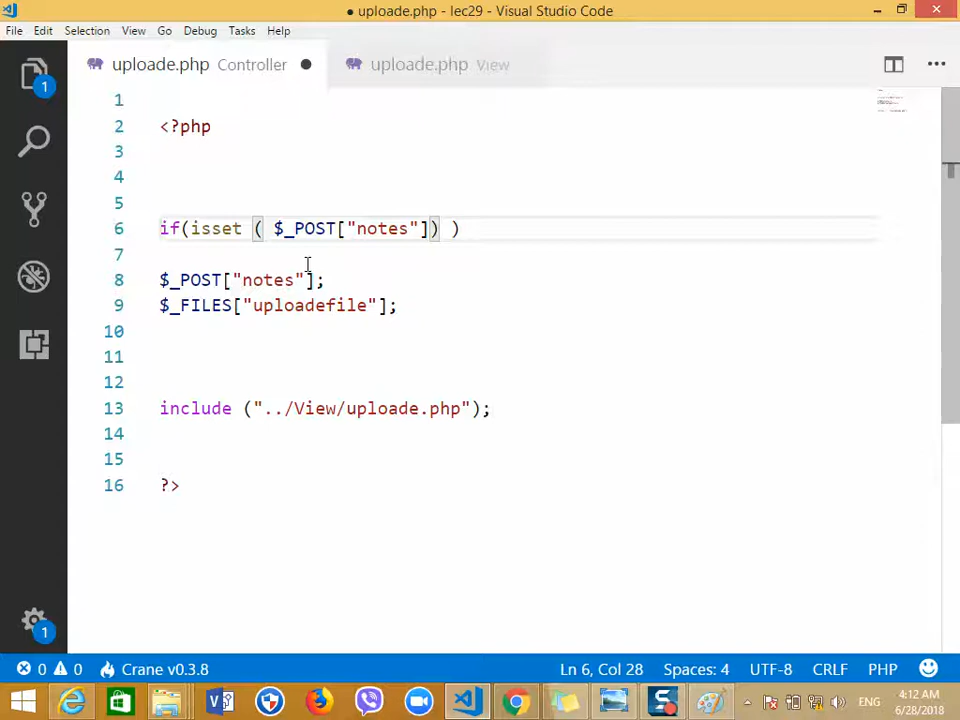 ● uploade.php - lec29 - Visual Studio Code
File Edit Selection View Go Debug Tasks Help
uploade.php Controller ● uploade.php View
1
2 <?php
3
4
5
6 if(isset ( $_POST["notes"]) )
7
8 $_POST["notes"];
9 $_FILES["uploadefile"];
10
11
12
13 include ("../View/uploade.php");
14
15
16 ?>
1
1
0 0 Crane v0.3.8 Ln 6, Col 28 Spaces: 4 UTF-8 CRLF PHP
ENG 4:12 AM
6/28/2018